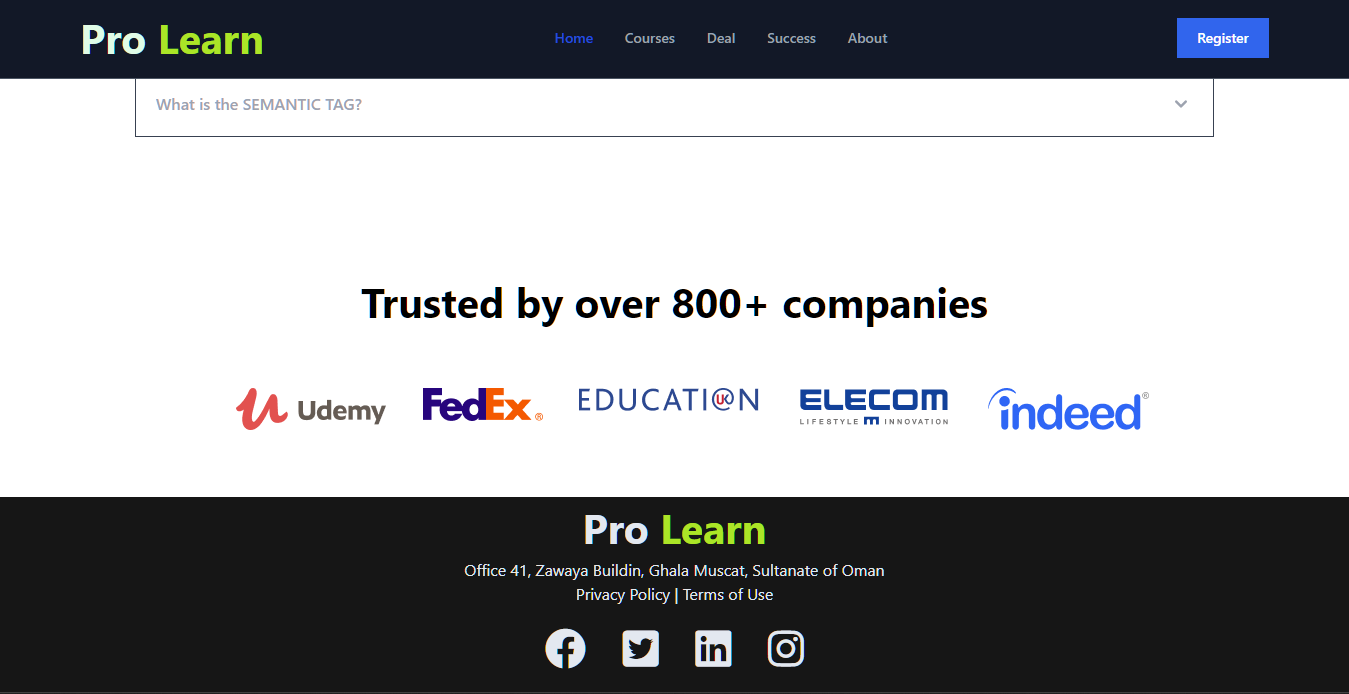 Pro Learn Home Courses Deal Success About Register
What is the SEMANTIC TAG?
Trusted by over 800+ companies
Udemy FedEx® EDUCATI@N UK ELECOM indeed®
LIFESTYLE INNOVATION
Pro Learn
Office 41, Zawaya Buildin, Ghala Muscat, Sultanate of Oman
Privacy Policy | Terms of Use